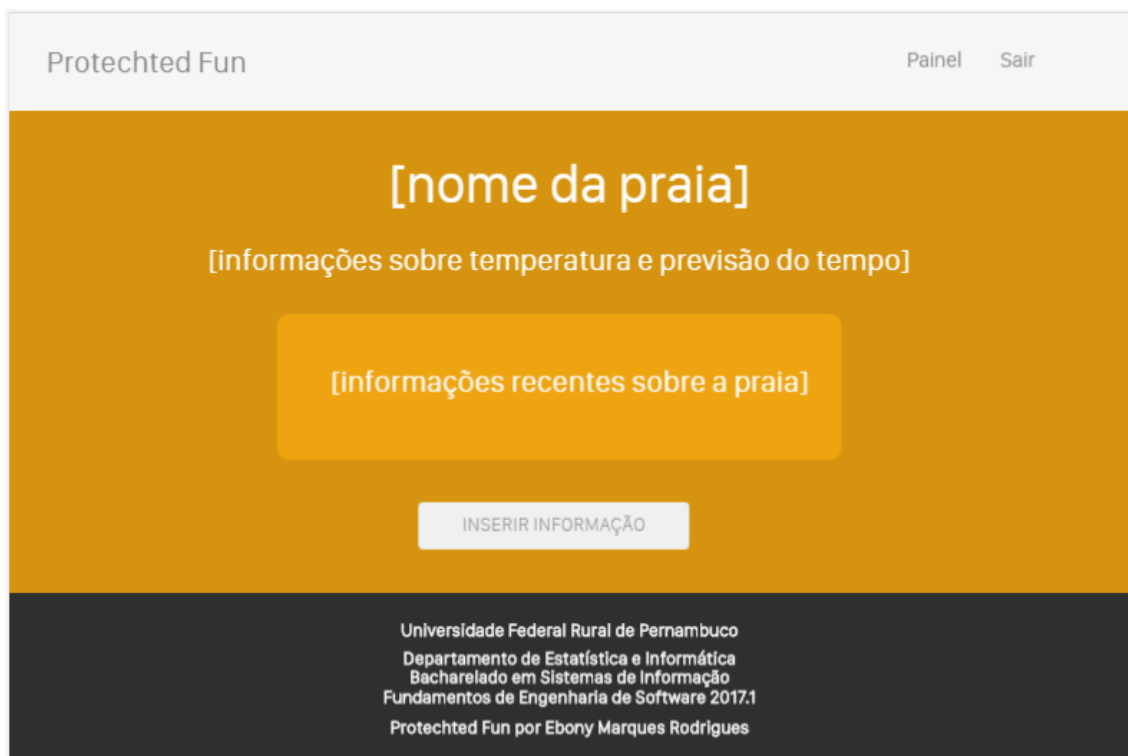 Protechted Fun
Painel Sair
[nome da praia]
[informações sobre temperatura e previsão do tempo]
[informações recentes sobre a praia]
INSERIR INFORMAÇÃO
Universidade Federal Rural de Pernambuco
Departamento de Estatística e Informática
Bacharelado em Sistemas de Informação
Fundamentos de Engenharia de Software 2017.1
Protechted Fun por Ebony Marques Rodrigues